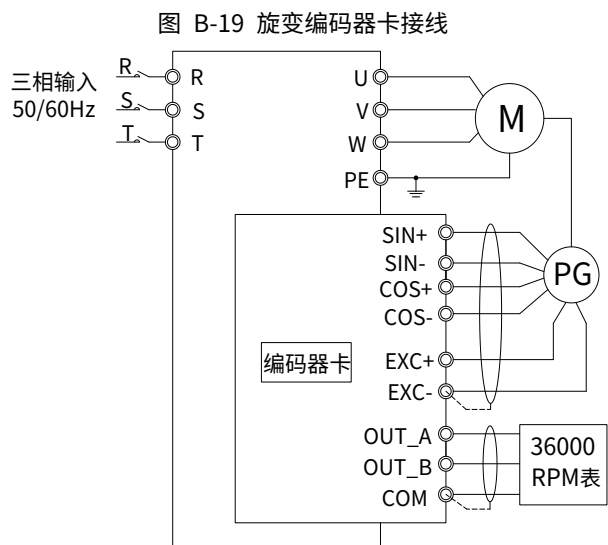 图 B-19 旋变编码器卡接线
三相输入
50/60Hz
R
S
T
R
S
T
U
V
W
PE
M
SIN+
SIN-
COS+
COS-
EXC+
EXC-
PG
编码器卡
OUT_A
OUT_B
COM
36000
RPM表